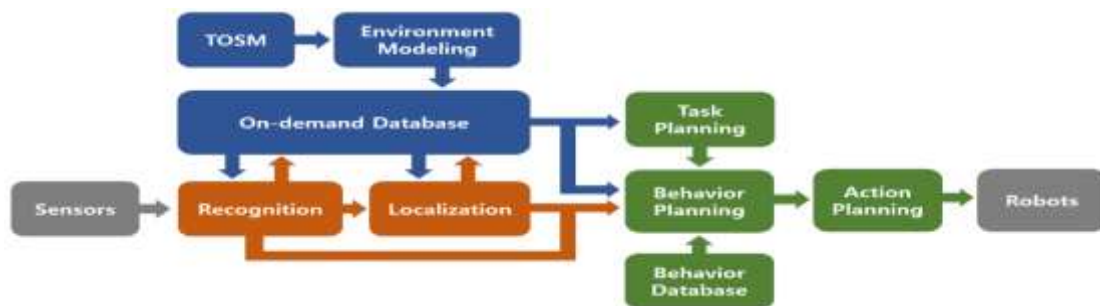 TOSM
Environment
Modeling
On-demand Database
Task
Planning
Sensors
Recognition
Localization
Behavior
Planning
Action
Planning
Robots
Behavior
Database